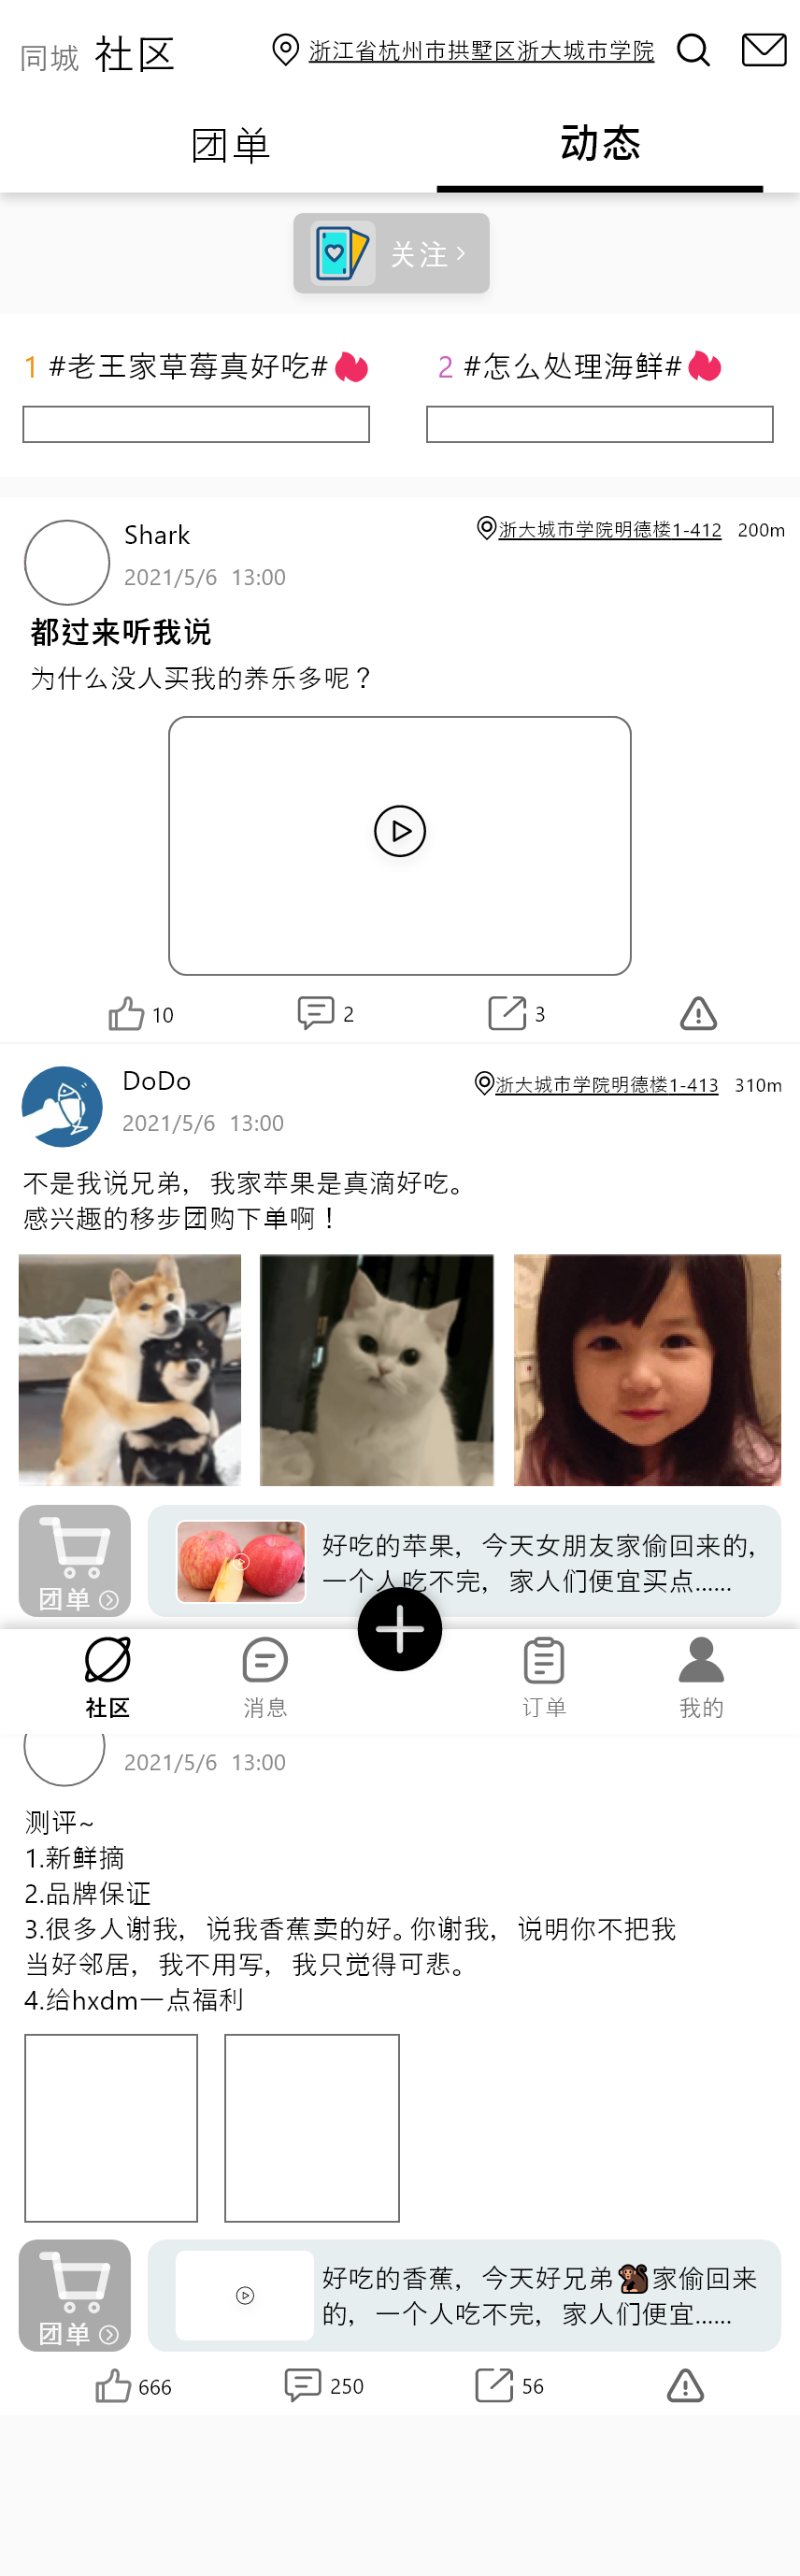 同城 社区 浙江省杭州市拱墅区浙大城市学院
团单 动态
关注
1 #老王家草莓真好吃#
2 #怎么处理海鲜#
Shark
浙大城市学院明德楼1-412 200m
2021/5/6 13:00
都过来听我说
为什么没人买我的养乐多呢？
10 2 3
DoDo
浙大城市学院明德楼1-413 310m
2021/5/6 13:00
不是我说兄弟，我家苹果是真滴好吃。
感兴趣的移步团购下单啊！
好吃的苹果，今天女朋友家偷回来的，
一个人吃不完，家人们便宜买点......
团单
社区 消息 订单 我的
2021/5/6 13:00
测评~
1.新鲜摘
2.品牌保证
3.很多人谢我，说我香蕉卖的好。你谢我，说明你不把我
当好邻居，我不用写，我只觉得可悲。
4.给hxdm一点福利
好吃的香蕉，今天好兄弟🐒家偷回来
的，一个人吃不完，家人们便宜......
团单
666 250 56